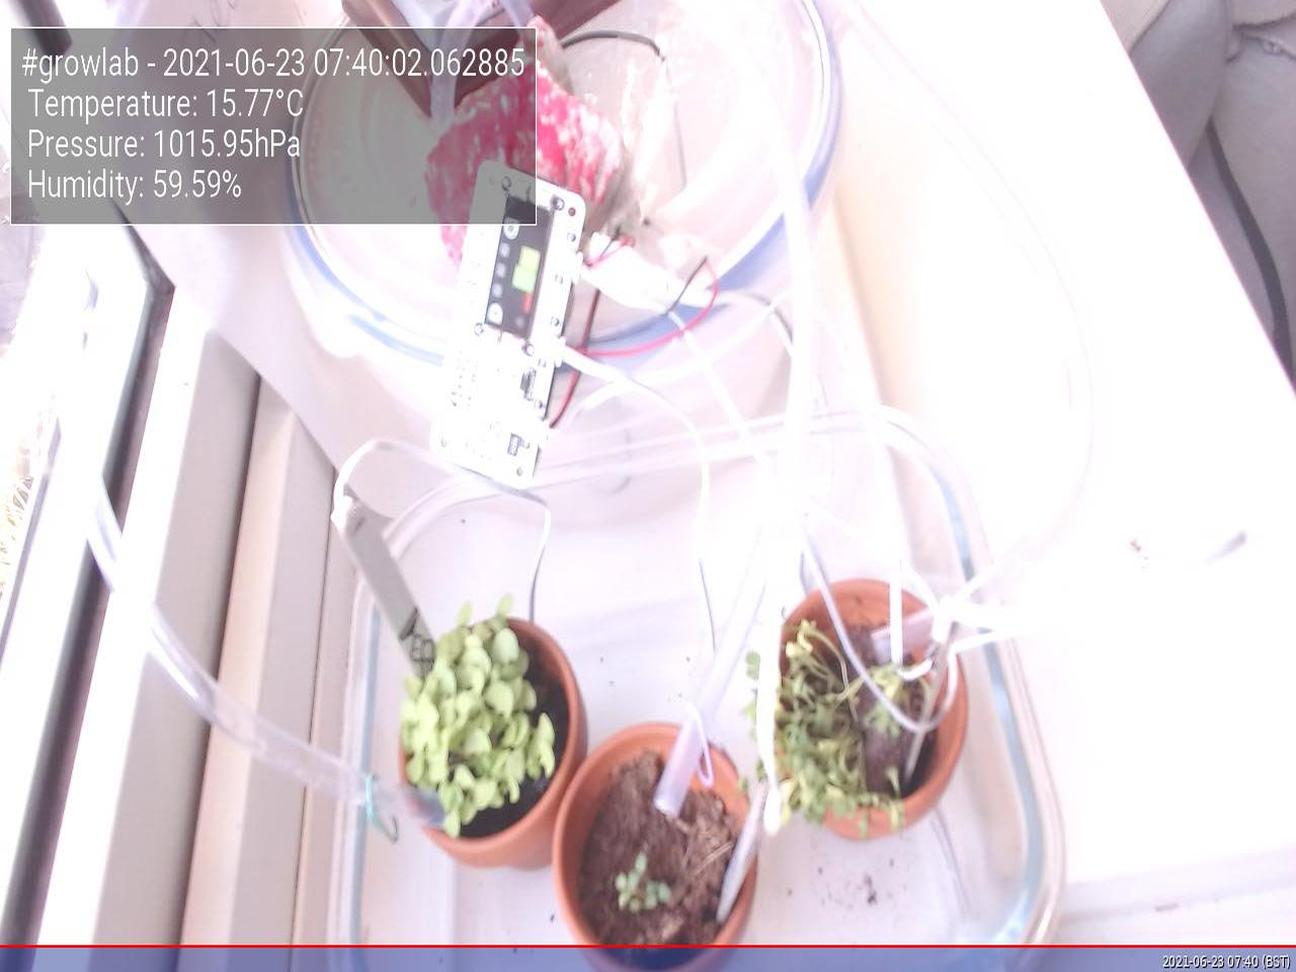 #growlab - 2021-06-23 07:40:02.062885
Temperature: 15.77°C
Pressure: 1015.95hPa
Humidity: 59.59%
2021-06-23 07:40 (BST)